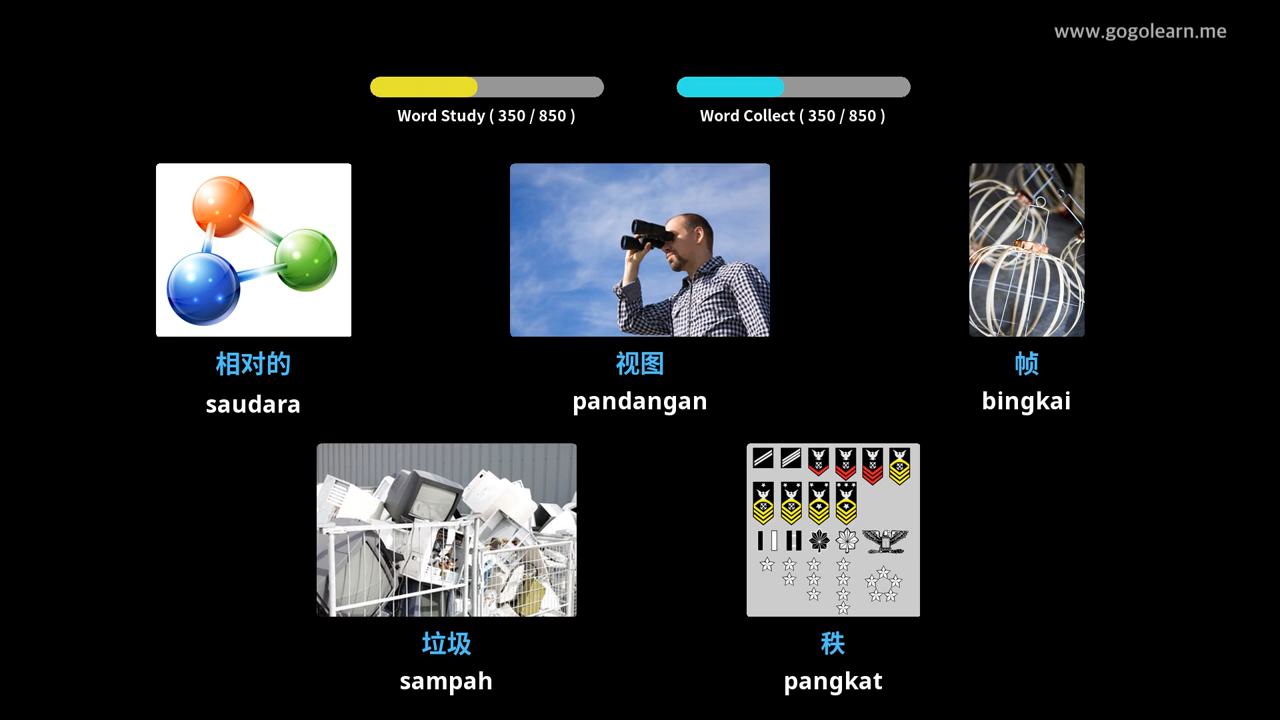 www.gogolearn.me
Word Study ( 350 / 850 )
Word Collect ( 350 / 850 )
相对的
saudara
视图
pandangan
帧
bingkai
垃圾
sampah
秩
pangkat